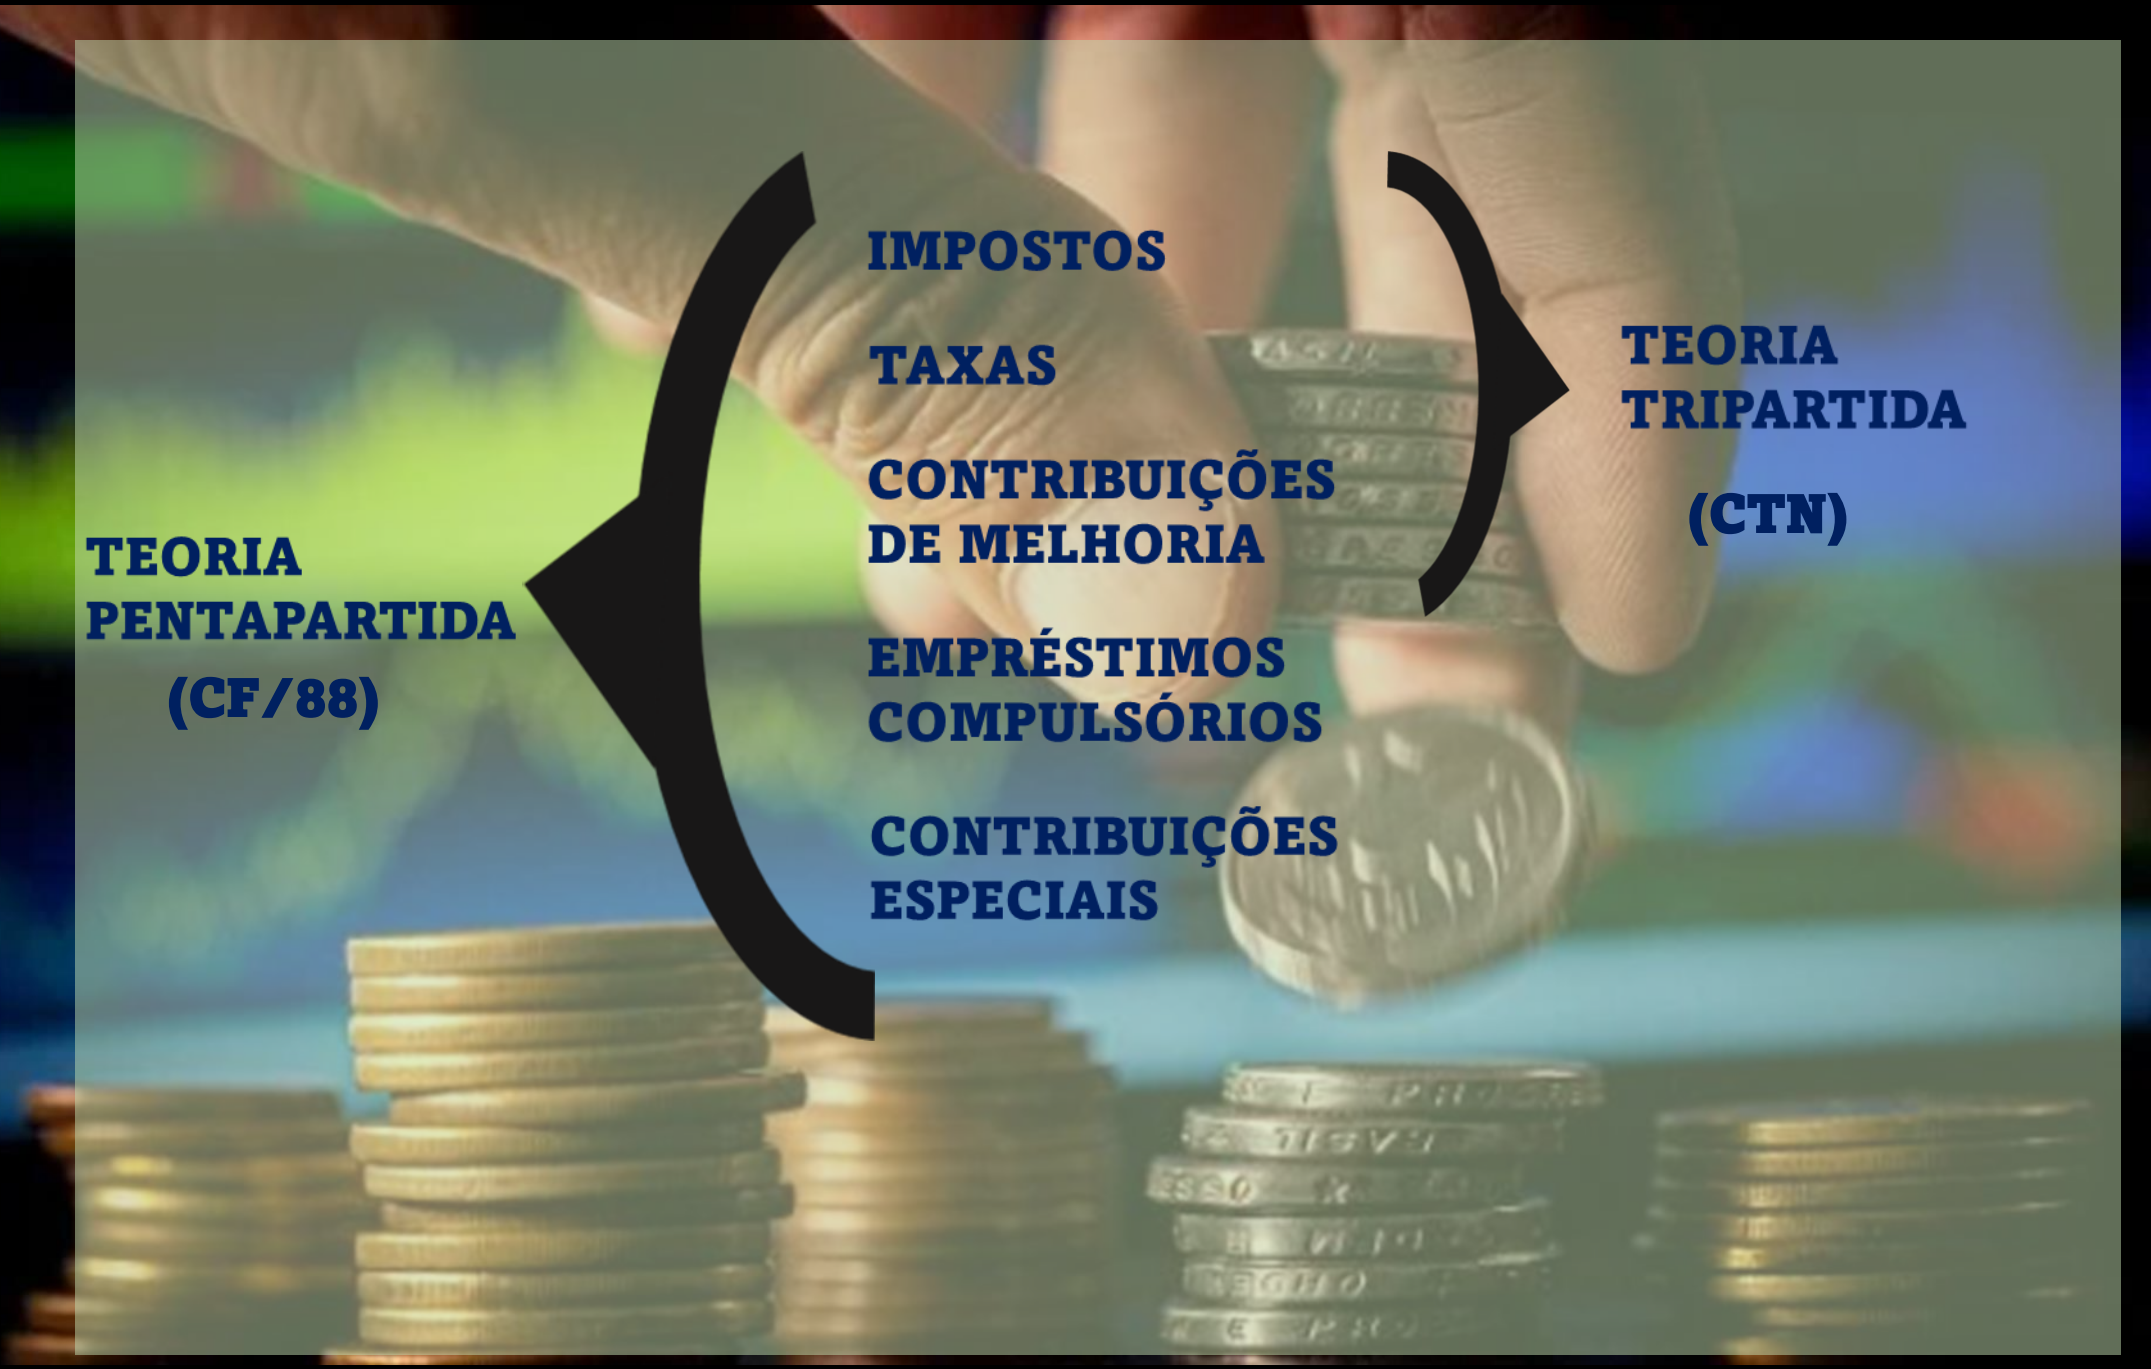 IMPOSTOS
TAXAS
CONTRIBUIÇÕES
DE MELHORIA
EMPRÉSTIMOS
COMPULSÓRIOS
CONTRIBUIÇÕES
ESPECIAIS
TEORIA
PENTAPARTIDA
(CF/88)
TEORIA
TRIPARTIDA
(CTN)